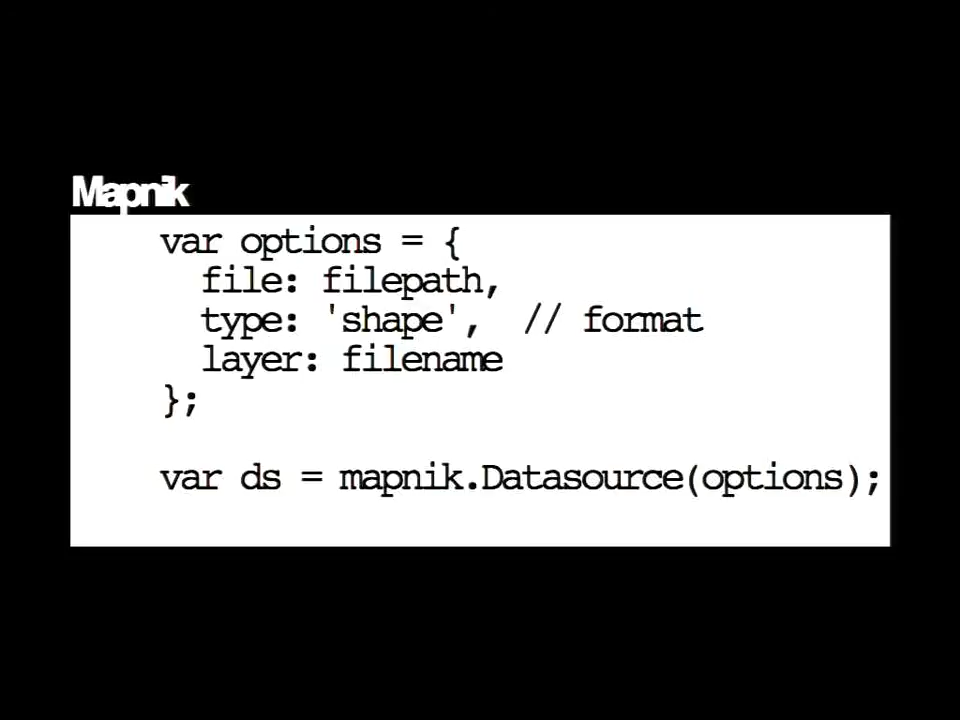 Mapnik
var options = {
  file: filepath,
  type: 'shape',  // format
  layer: filename
};
var ds = mapnik.Datasource(options);